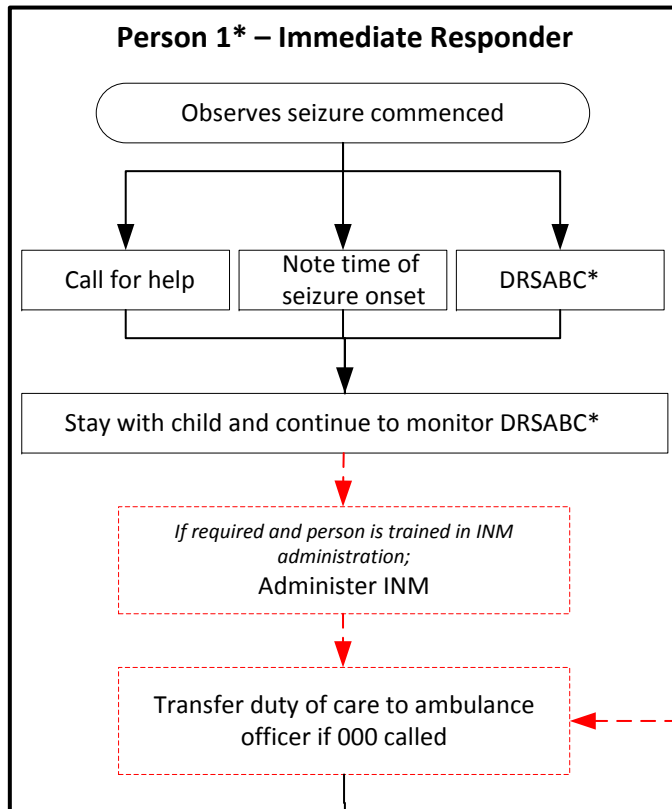 Person 1* – Immediate Responder
Observes seizure commenced
Call for help
Note time of
seizure onset
DRSABC*
Stay with child and continue to monitor DRSABC*
If required and person is trained in INM
administration;
Administer INM
Transfer duty of care to ambulance
officer if 000 called